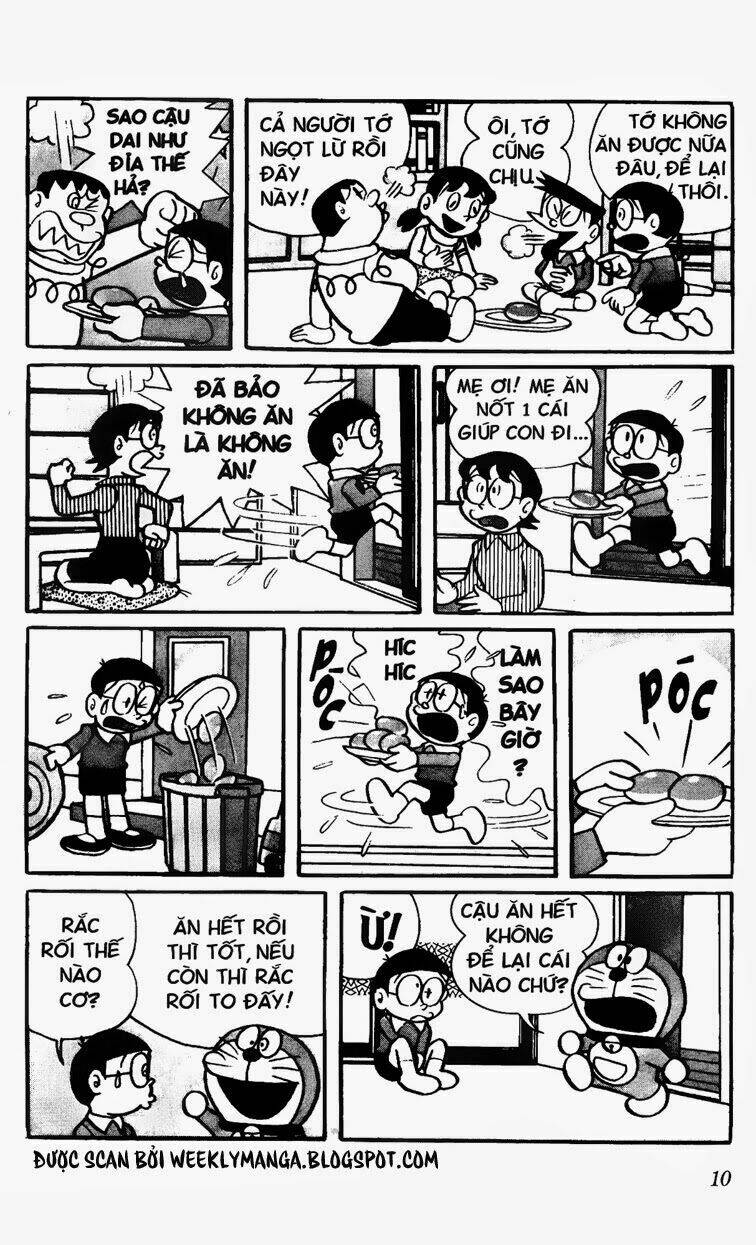 TỚ KHÔNG
ĂN ĐƯỢC NỮA
ĐÂU, ĐỂ LẠI
THÔI.
ÔI, TỚ
CŨNG
CHỊU.
CẢ NGƯỜI TỚ
NGỌT LỪ RỒI
ĐÂY
NÀY!
SAO CẬU
DAI NHƯ
ĐỈA THẾ
HẢ?
MẸ ƠI! MẸ ĂN
NỐT 1 CÁI
GIÚP CON ĐI...
ĐÃ BẢO
KHÔNG ĂN
LÀ KHÔNG
ĂN!
PÓC
LÀM
SAO
BÂY
GIỜ
?
HĪC
HĪC
PÓC
CẬU ĂN HẾT
KHÔNG
ĐỂ LẠI CÁI
NÀO CHỨ?
Ừ!
ĂN HẾT RỒI
THÌ TỐT, NẾU
CÒN THÌ RẮC
RỐI TO ĐẤY!
RẮC
RỐI THẾ
NÀO
CƠ?
ĐƯỢC SCAN BỞI WEEKLYMANGA.BLOGSPOT.COM
10